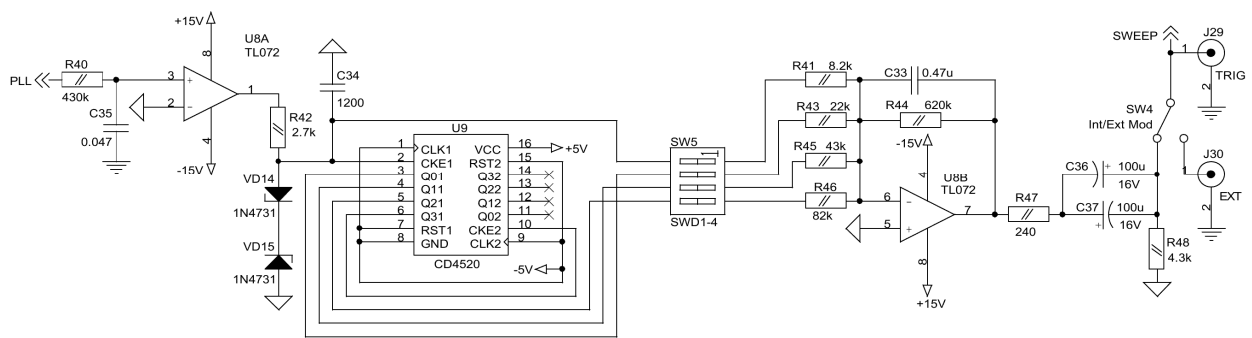 +15V
U8A
TL072
8
PLL
R40
430k
3
+
2
−
1
4
-15V
C35
0.047
R42
2.7k
VD14
1N4731
VD15
1N4731
C34
1200
U9
1 CLK1 VCC 16 +5V
2 CKE1 RST2 15
3 Q01 Q32 14
4 Q11 Q22 13
5 Q21 Q12 12
6 Q31 Q02 11
7 RST1 CKE2 10
8 GND CLK2 9
CD4520
-5V
SW5
1
SWD1-4
R41 8.2k
R43 22k
R45 43k
R46
82k
C33 0.47u
R44 620k
-15V
4
U8B
TL072
6
−
5
+
7
8
+15V
R47
240
C36 + 100u
16V
C37 100u
+ 16V
R48
4.3k
SW4
Int/Ext Mod
SWEEP
J29
1
TRIG
2
J30
1
EXT
2